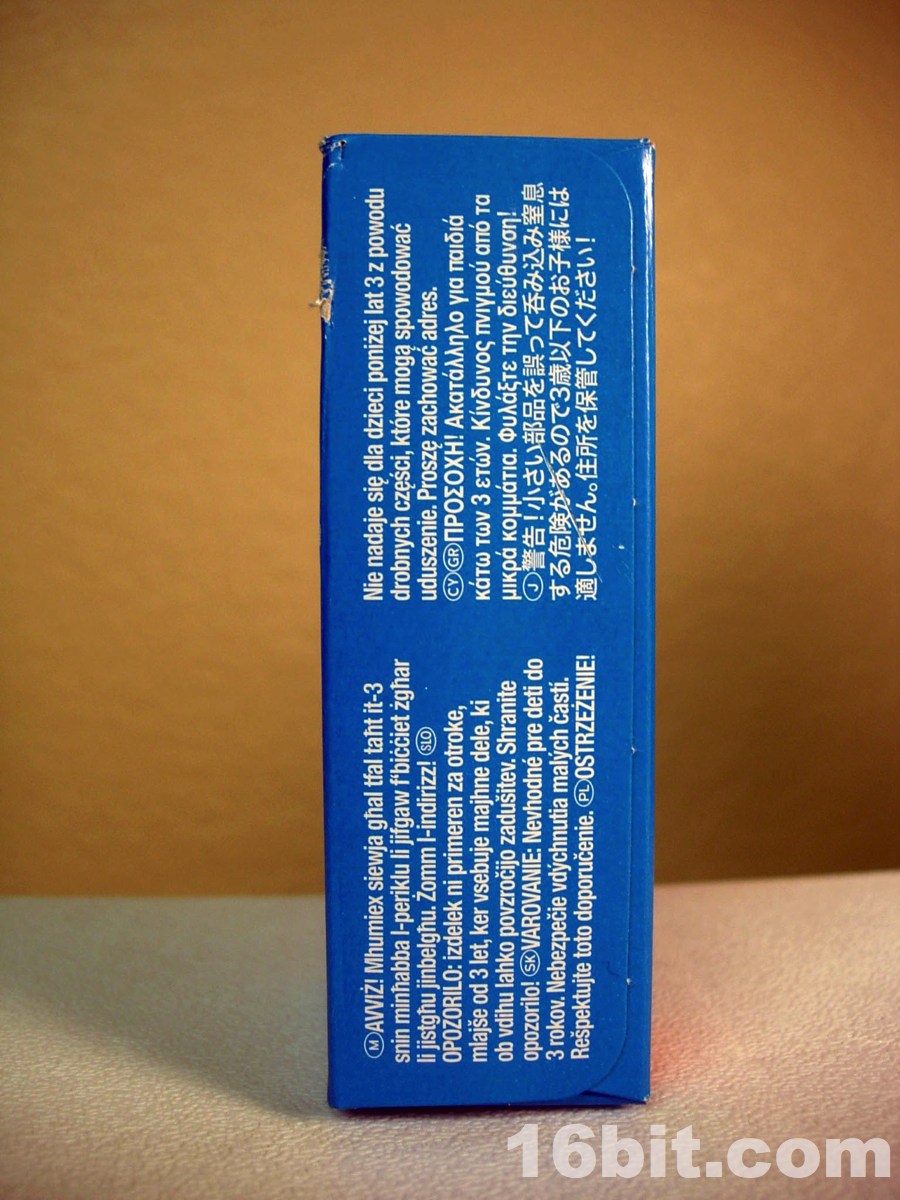 Ⓜ AVVIŻ! Mhumiex siewja għal tfal taħt it-3
snin minħabba l-periklu li jifgaw f'biċċiet żgħar
li jistgħu jinbelgħu. Żomm l-indirizz! (SLO)
OPOZORILO: izdelek ni primeren za otroke,
mlajše od 3 let, ker vsebuje majhne dele, ki
ob vdihu lahko povzročijo zadušitev. Shranite
opozorilo! (SK) VAROVANIE: Nevhodné pre deti do
3 rokov. Nebezpečie vdýchnutia malých častí.
Rešpektujte toto doporučenie. (PL) OSTRZEŻENIE!
Nie nadaje się dla dzieci poniżej lat 3 z powodu
drobnych części, które mogą spowodować
uduszenie. Proszę zachować adres.
(CY) (GR) ΠΡΟΣΟΧΗ! Ακατάλληλο για παιδιά
κάτω των 3 ετών. Κίνδυνος πνιγμού από τα
μικρά κομμάτια. Φυλάξτε την διεύθυνση!
(J) 警告!小さい部品を誤って呑み込み窒息
する危険があるので3歳以下のお子様には
適しません。住所を保管してください!
16bit.com